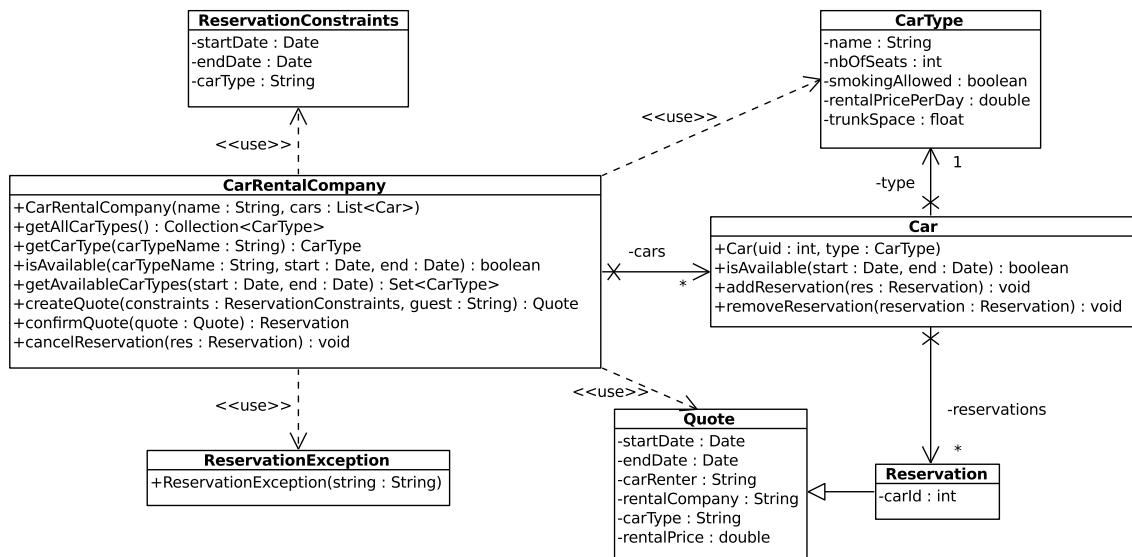 ReservationConstraints
-startDate : Date
-endDate : Date
-carType : String
CarType
-name : String
-nbOfSeats : int
-smokingAllowed : boolean
-rentalPricePerDay : double
-trunkSpace : float
<<use>>
<<use>>
1
-type
CarRentalCompany
+CarRentalCompany(name : String, cars : List<Car>)
+getAllCarTypes() : Collection<CarType>
+getCarType(carTypeName : String) : CarType
+isAvailable(carTypeName : String, start : Date, end : Date) : boolean
+getAvailableCarTypes(start : Date, end : Date) : Set<CarType>
+createQuote(constraints : ReservationConstraints, guest : String) : Quote
+confirmQuote(quote : Quote) : Reservation
+cancelReservation(res : Reservation) : void
-cars
*
Car
+Car(uid : int, type : CarType)
+isAvailable(start : Date, end : Date) : boolean
+addReservation(res : Reservation) : void
+removeReservation(reservation : Reservation) : void
<<use>>
<<use>>
-reservations
*
ReservationException
+ReservationException(string : String)
Quote
-startDate : Date
-endDate : Date
-carRenter : String
-rentalCompany : String
-carType : String
-rentalPrice : double
Reservation
-carId : int